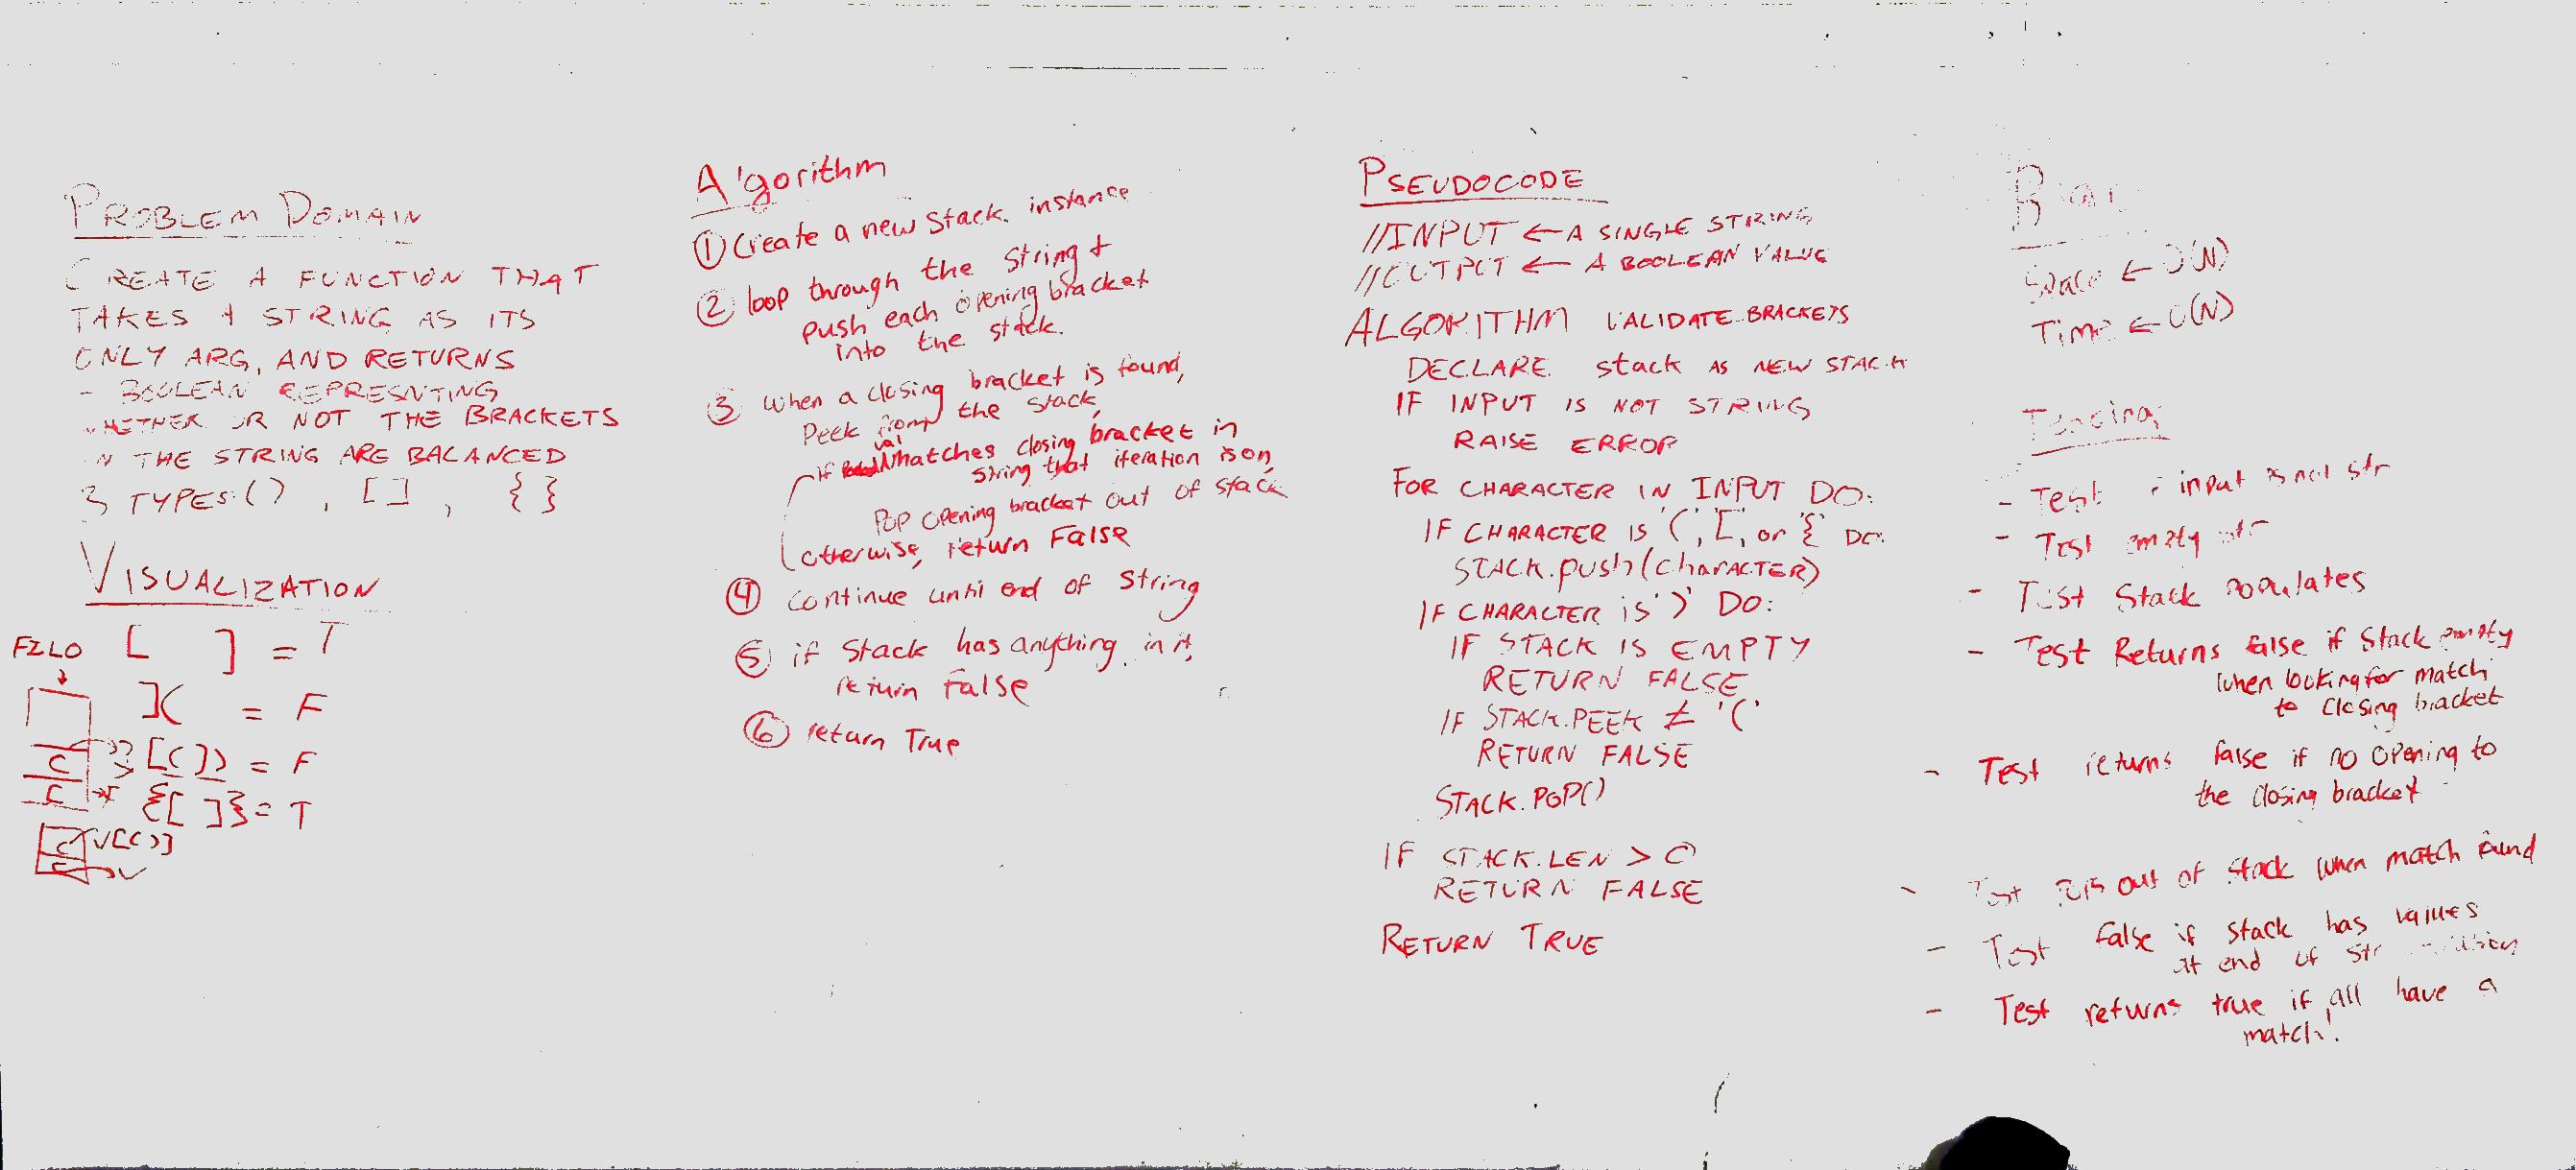 PROBLEM DOMAIN
CREATE A FUNCTION THAT
TAKES A STRING AS ITS
ONLY ARG, AND RETURNS
- BOOLEAN REPRESNTING
WHETHER OR NOT THE BRACKETS
IN THE STRING ARE BALANCED
3 TYPES: () , [] , {}
VISUALIZATION
FILO [ ] = T
](  = F
[(]) = F
{[ ]} = T
[()]
Algorithm
① Create a new Stack instance
② loop through the string +
push each opening bracket
into the stack.
③ when a closing bracket is found,
Peek from the stack,
if val matches closing bracket in
string that iteration is on,
Pop opening bracket out of stack
otherwise, return False
④ continue until end of string
⑤ if Stack has anything in it,
return False
⑥ return True
PSEUDOCODE
//INPUT ← A SINGLE STRING
//OUTPUT ← A BOOLEAN VALUE
ALGORITHM VALIDATE_BRACKETS
DECLARE stack AS NEW STACK
IF INPUT IS NOT STRING
RAISE ERROR
FOR CHARACTER IN INPUT DO:
IF CHARACTER IS '(', '[', or '{' DO:
STACK.push(CHARACTER)
IF CHARACTER is ')' DO:
IF STACK IS EMPTY
RETURN FALSE
IF STACK.PEEK ≠ '('
RETURN FALSE
STACK.POP()
IF STACK.LEN > 0
RETURN FALSE
RETURN TRUE
Space ← O(N)
Time ← O(N)
Testing
- Test input is not str
- Test empty str
- Test Stack populates
- Test Returns false if Stack empty
when looking for match
to closing bracket
- Test returns false if no opening to
the closing bracket
- Test pops out of stack when match found
- Test false if stack has values
at end of str
- Test returns true if all have a
match!